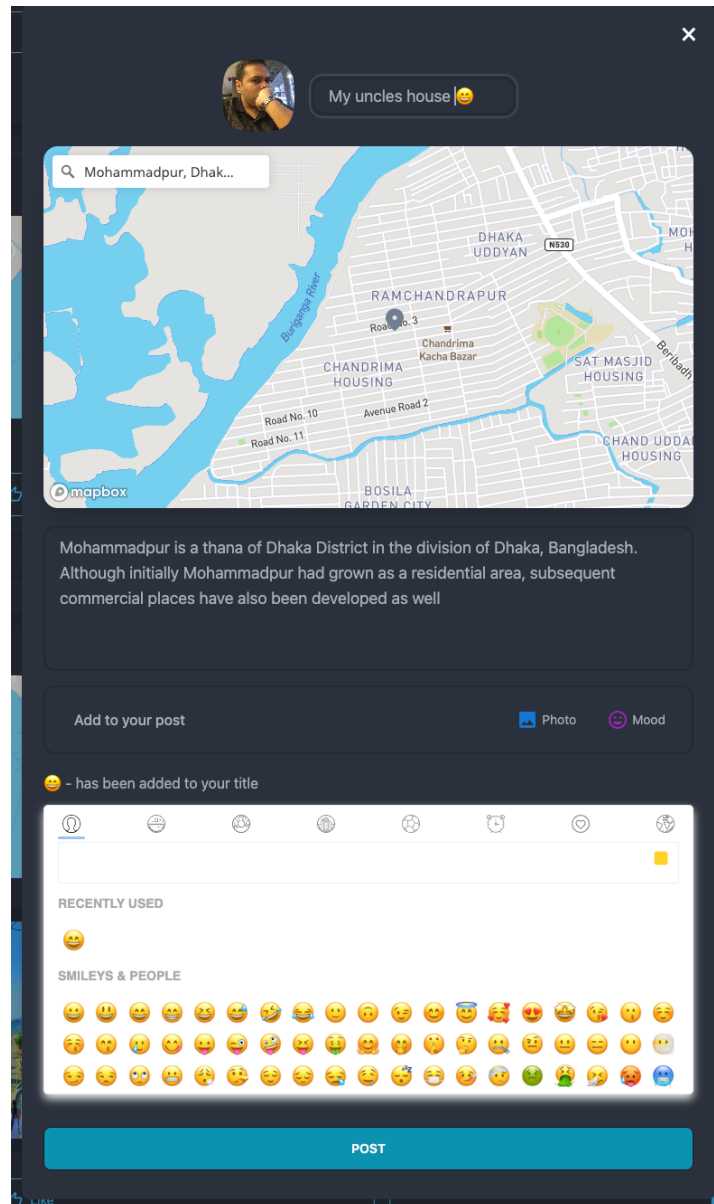 My uncles house 😄
Mohammadpur, Dhak...
DHAKA
UDDYAN
N530
RAMCHANDRAPUR
Buriganga River
Chandrima
Kacha Bazar
CHANDRIMA
HOUSING
SAT MASJID
HOUSING
Beribadh
Road No. 10
Avenue Road 2
Road No. 11
CHAND UDDA
HOUSING
mapbox
BOSILA
GARDEN CITY
Mohammadpur is a thana of Dhaka District in the division of Dhaka, Bangladesh.
Although initially Mohammadpur had grown as a residential area, subsequent
commercial places have also been developed as well
Add to your post
Photo
Mood
😄 - has been added to your title
RECENTLY USED
SMILEYS & PEOPLE
POST
Like